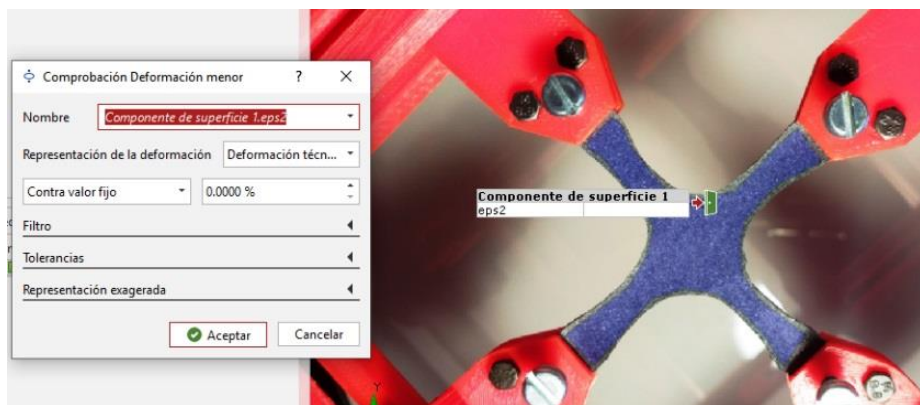 Comprobación Deformación menor ? X
Nombre Componente de superficie 1.eps2
Representación de la deformación Deformación técn...
Contra valor fijo 0.0000 %
Filtro
Tolerancias
Representación exagerada
Aceptar Cancelar
Componente de superficie 1
eps2
Y